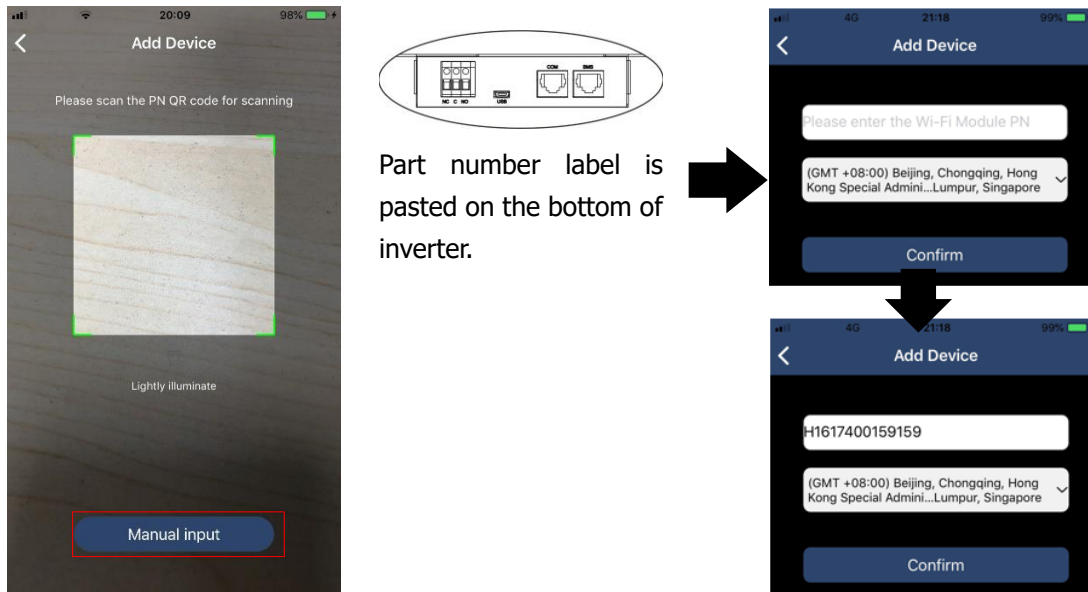 20:09
98%
Add Device
Please scan the PN QR code for scanning
Lightly illuminate
Manual input
COM
BMS
NC C NO
USB
Part number label is
pasted on the bottom of
inverter.
4G
21:18
99%
Add Device
Please enter the Wi-Fi Module PN
(GMT +08:00) Beijing, Chongqing, Hong
Kong Special Admini...Lumpur, Singapore
Confirm
4G
21:18
99%
Add Device
H1617400159159
(GMT +08:00) Beijing, Chongqing, Hong
Kong Special Admini...Lumpur, Singapore
Confirm